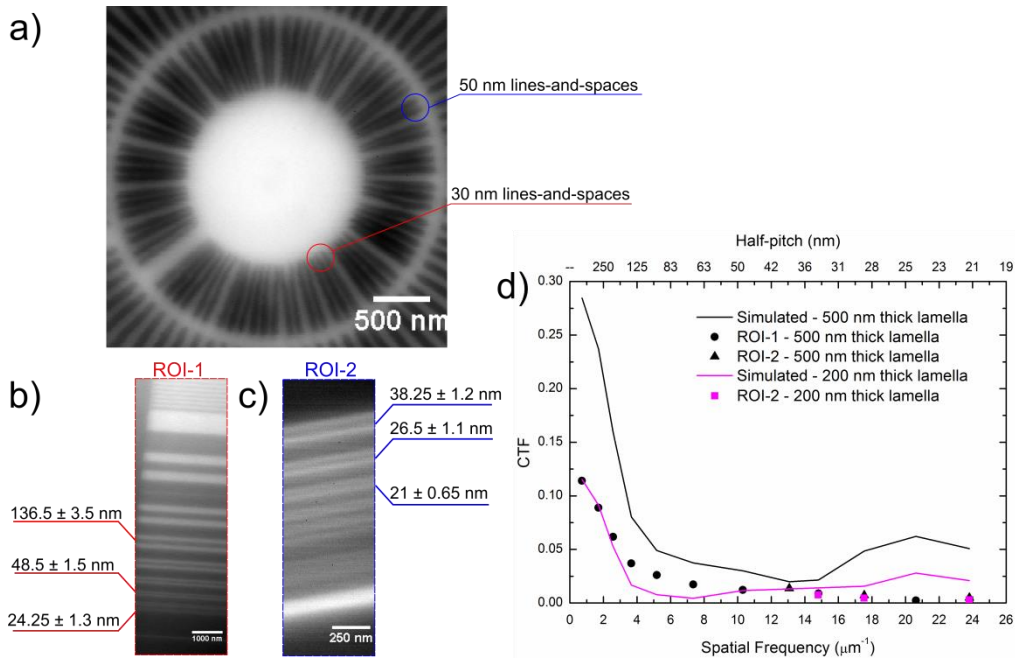 a)
50 nm lines-and-spaces
30 nm lines-and-spaces
500 nm
b)
ROI-1
136.5 ± 3.5 nm
48.5 ± 1.5 nm
24.25 ± 1.3 nm
1000 nm
c)
ROI-2
38.25 ± 1.2 nm
26.5 ± 1.1 nm
21 ± 0.65 nm
250 nm
d)
Half-pitch (nm)
-- 250 125 83 63 50 42 36 31 28 25 23 21 19
Simulated - 500 nm thick lamella
ROI-1 - 500 nm thick lamella
ROI-2 - 500 nm thick lamella
Simulated - 200 nm thick lamella
ROI-2 - 200 nm thick lamella
CTF
0.30
0.25
0.20
0.15
0.10
0.05
0.00
0 2 4 6 8 10 12 14 16 18 20 22 24 26
Spatial Frequency (μm⁻¹)